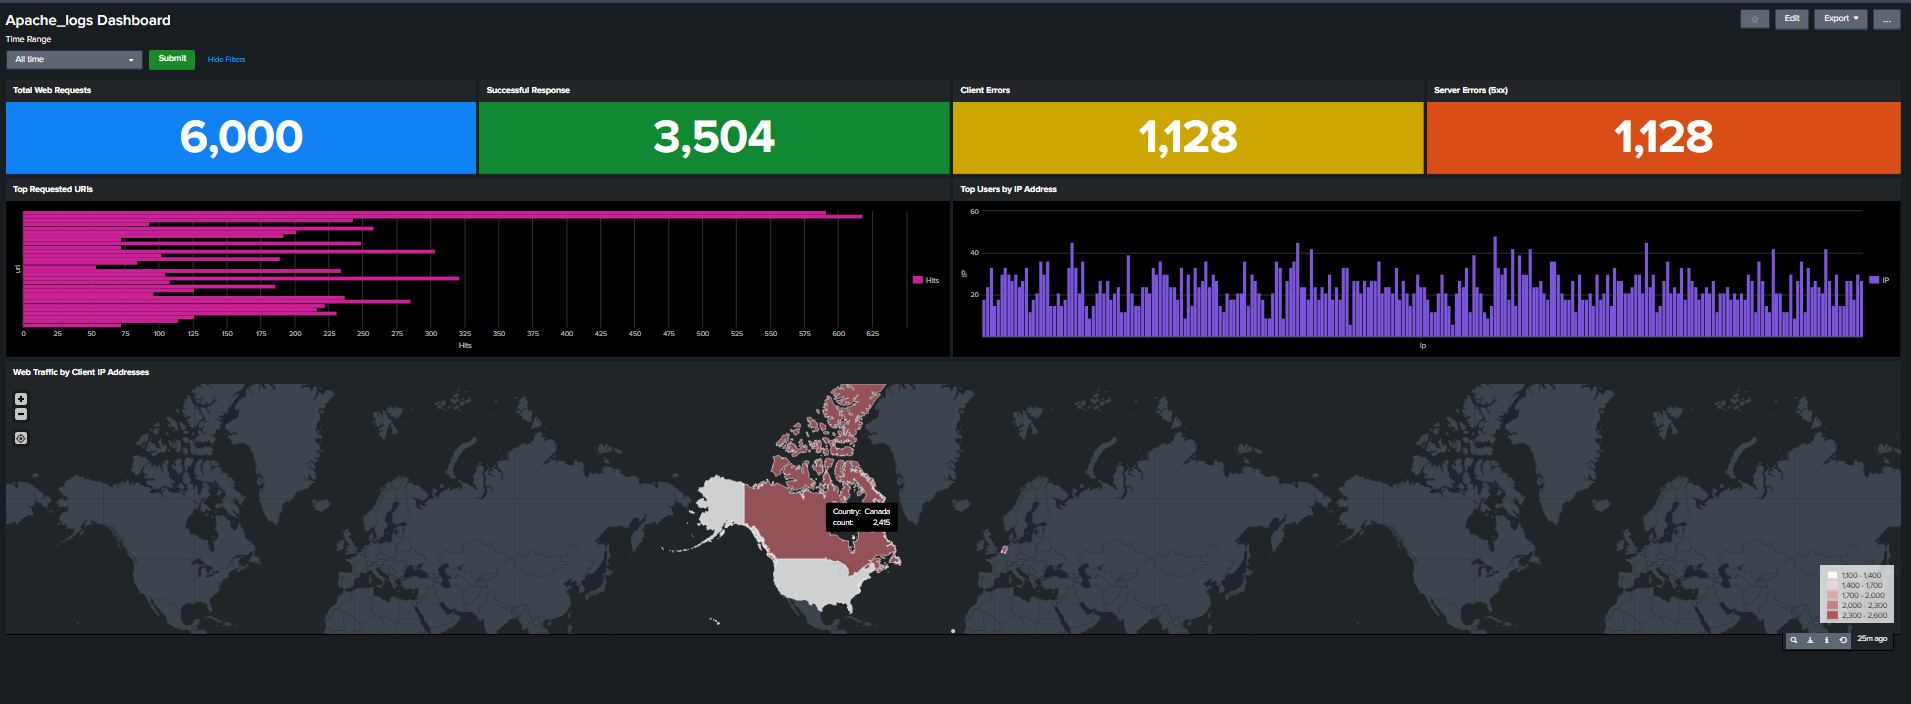 Apache_logs Dashboard
☆ Edit Export ...
Time Range
All time Submit Hide Filters
Total Web Requests Successful Response Client Errors Server Errors (5xx)
6,000 3,504 1,128 1,128
Top Requested URIs Top Users by IP Address
uri
0 25 50 75 100 125 150 175 200 225 250 275 300 325 350 375 400 425 450 475 500 525 550 575 600 625
Hits
Hits
60
40
20
IP
IP
Ip
Web Traffic by Client IP Addresses
+
−
Country: Canada
count: 2,415
1,100 - 1,400
1,400 - 1,700
1,700 - 2,000
2,000 - 2,300
2,300 - 2,600
25m ago